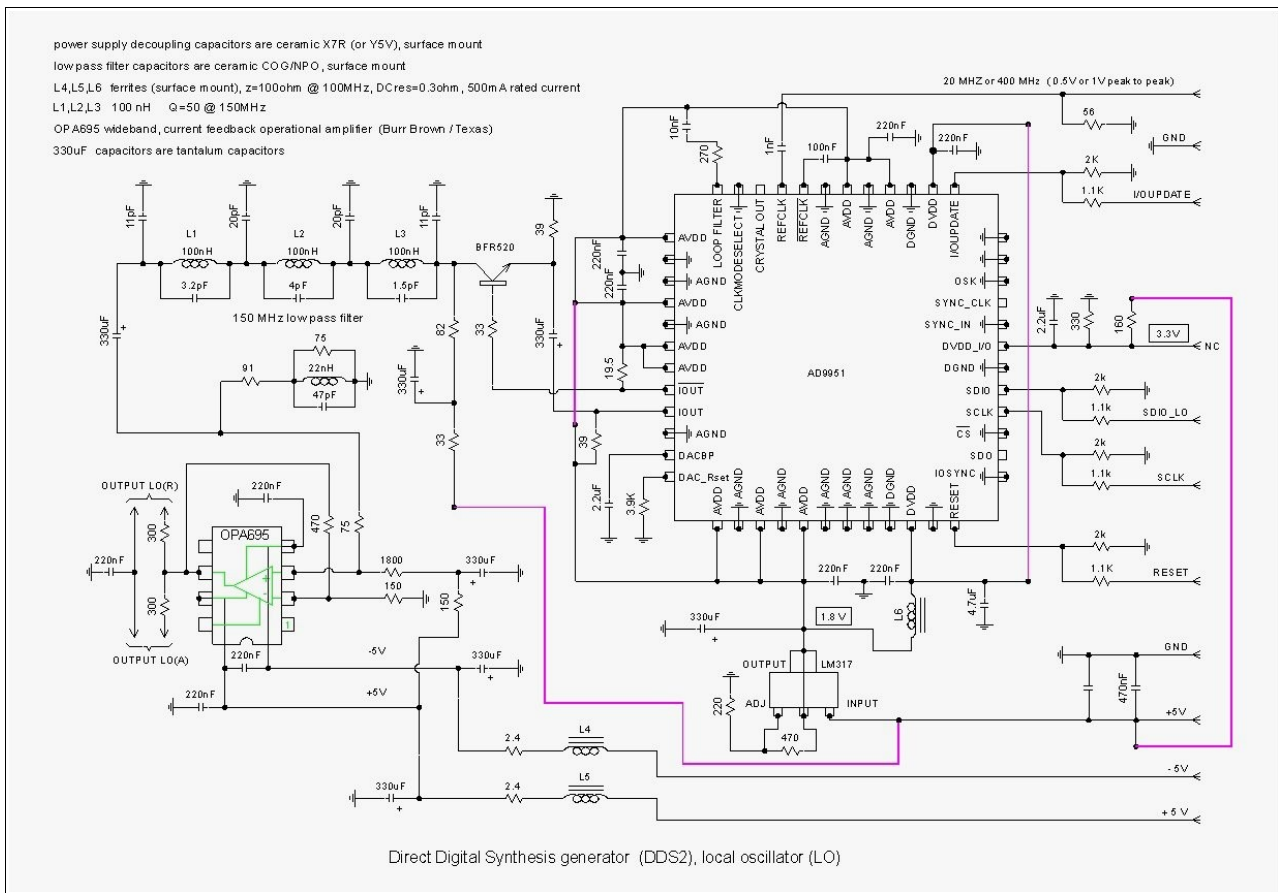 power supply decoupling capacitors are ceramic X7R (or Y5V), surface mount
low pass filter capacitors are ceramic COG/NPO , surface mount
L4,L5,L6 ferrites (surface mount), z=100ohm @ 100MHz, DCres=0.3ohm , 500mA rated current
L1,L2,L3 100 nH Q=50 @ 150MHz
OPA695 wideband, current feedback operational amplifier (Burr Brown / Texas)
330uF capacitors are tantalum capacitors
20 MHZ or 400 MHz (0.5V or 1V peak to peak)
56
GND
2K
1.1K
I/OUPDATE
10nF
270
1nF
100nF
220nF
220nF
11pF
20pF
20pF
11pF
39
L1
100nH
3.2pF
L2
100nH
4pF
L3
100nH
1.5pF
BFR520
150 MHz low pass filter
330uF
+
75
22nH
47pF
91
330uF
+
82
33
33
330uF
+
220nF
220nF
19.5
39
2.2uF
3.9K
LOOP FILTER
CLKMODESELECT
CRYSTAL OUT
REFCLK
REFCLK
AGND
AVDD
AGND
AVDD
DGND
DVDD
I/OUPDATE
AVDD
AGND
AVDD
AGND
AVDD
AVDD
IOUT
IOUT
AGND
DACBP
DAC_Rset
AD9951
OSK
SYNC_CLK
SYNC_IN
DVDD_I/O
DGND
SDIO
SCLK
CS
SDO
IOSYNC
RESET
AVDD
AGND
AVDD
AGND
AVDD
AGND
AGND
AGND
DGND
DVDD
2.2uF
330
160
3.3V
NC
2k
1.1k
SDIO_LO
2k
1.1k
SCLK
2k
1.1K
RESET
OUTPUT LO(R)
300
300
220nF
OUTPUT LO(A)
220nF
OPA695
+
-
1
470
75
1800
150
330uF
+
150
220nF
-5V
330uF
+
220nF
+5V
220nF
220nF
1.8 V
L6
4.7uF
330uF
+
OUTPUT
LM317
ADJ
INPUT
220
470
GND
470nF
+5V
2.4
L4
-5V
330uF
+
2.4
L5
+5V
Direct Digital Synthesis generator (DDS2), local oscillator (LO)